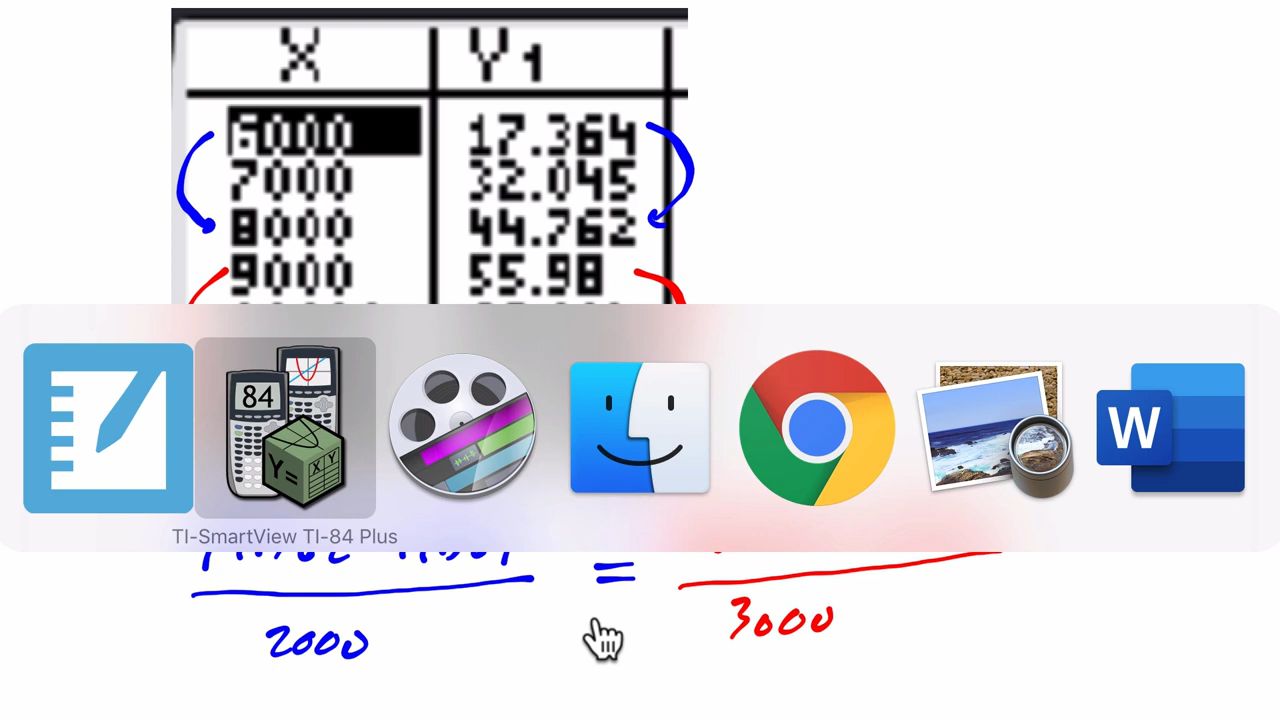 X Y1
6000 17.364
7000 32.045
8000 44.762
9000 55.98
84
Y= X Y
W
TI-SmartView TI-84 Plus
=
2000 3000